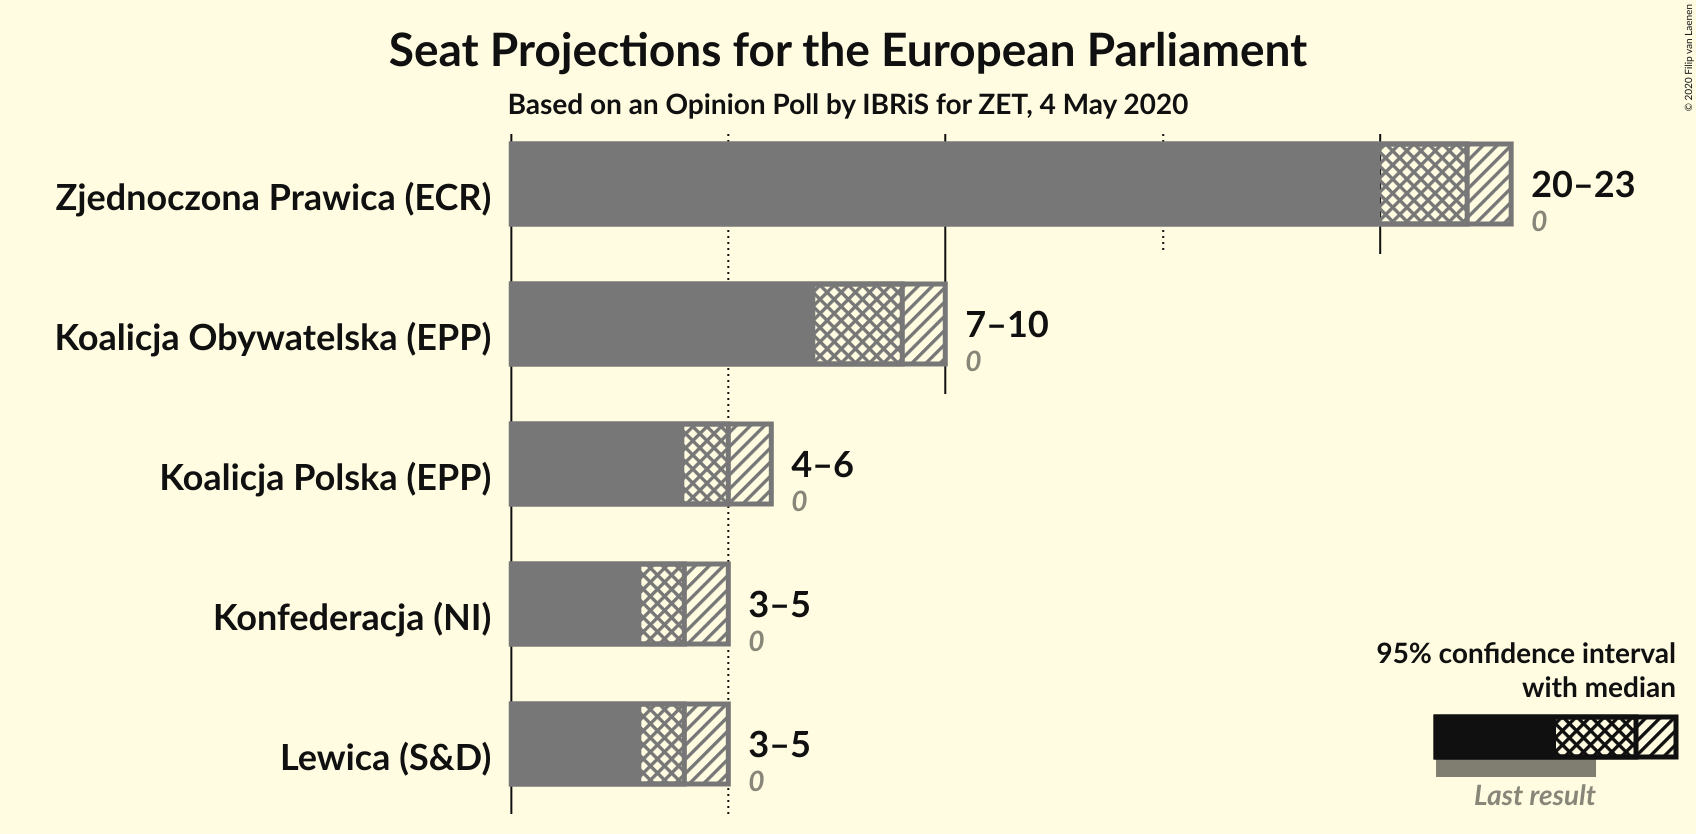 Seat Projections for the European Parliament
Based on an Opinion Poll by IBRiS for ZET, 4 May 2020
© 2020 Filip van Laenen
Zjednoczona Prawica (ECR)
20–23
0
Koalicja Obywatelska (EPP)
7–10
0
Koalicja Polska (EPP)
4–6
0
Konfederacja (NI)
3–5
0
Lewica (S&D)
3–5
0
95% confidence interval
with median
Last result